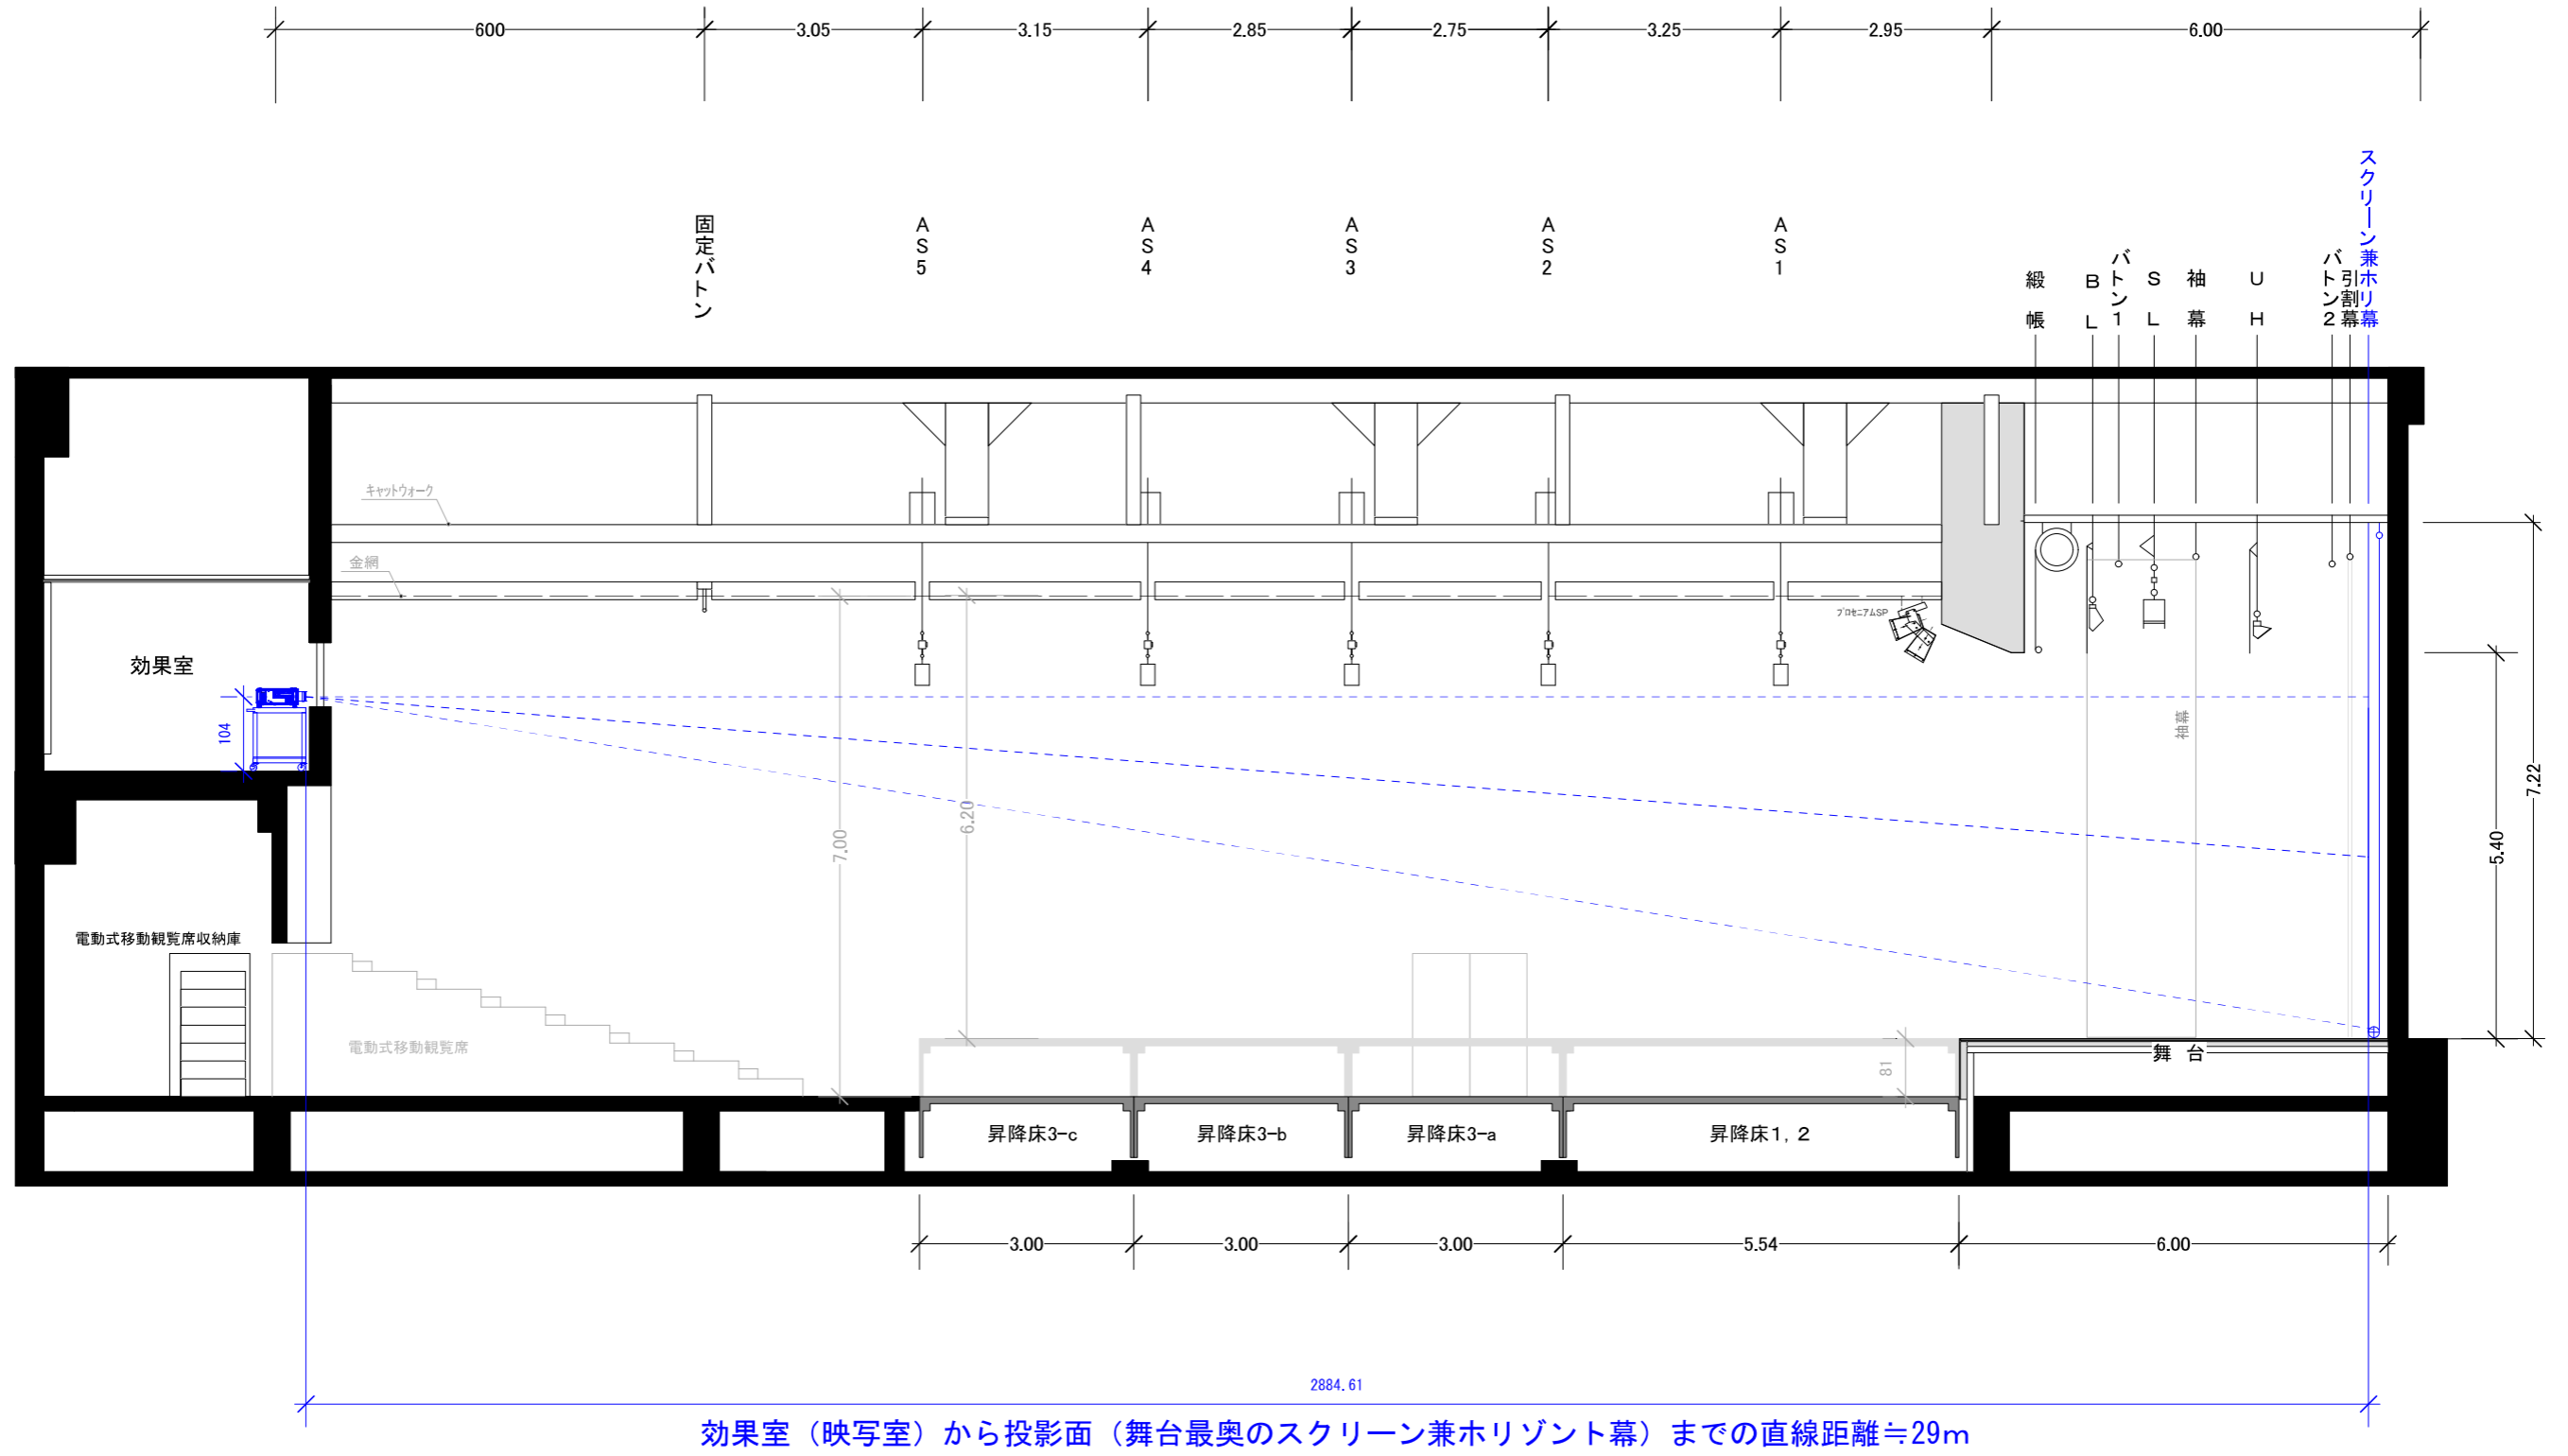 600
3.05
3.15
2.85
2.75
3.25
2.95
6.00
固定バトン
AS5
AS4
AS3
AS2
AS1
緞帳
BL
バトン1
SL
袖幕
UH
バトン2
引割幕
スクリーン兼ホリ幕
キャットウォーク
金網
プロセニアムSP
効果室
104
袖幕
7.00
6.20
7.22
5.40
電動式移動観覧席収納庫
電動式移動観覧席
81
舞台
昇降床3-c
昇降床3-b
昇降床3-a
昇降床1, 2
3.00
3.00
3.00
5.54
6.00
2884.61
効果室（映写室）から投影面（舞台最奥のスクリーン兼ホリゾント幕）までの直線距離≒29m